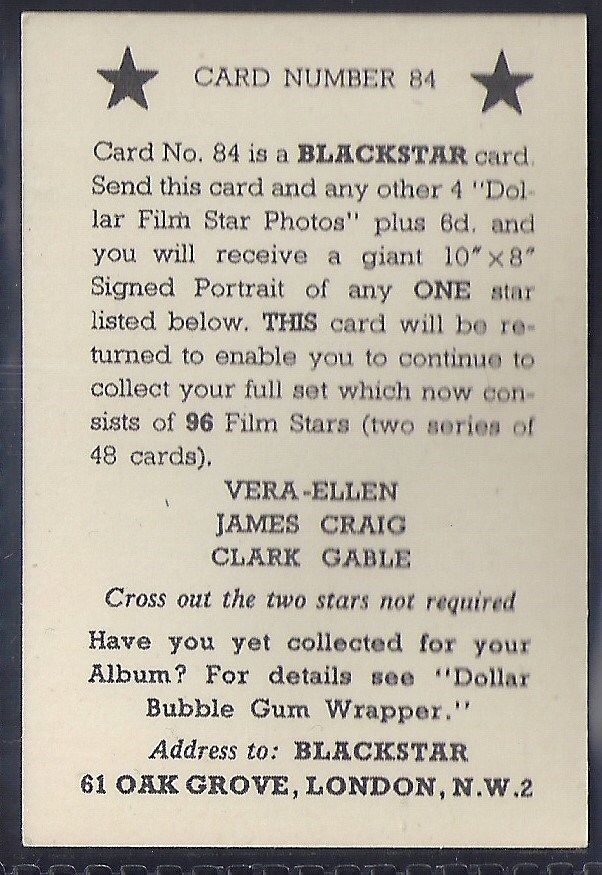 CARD NUMBER 84
Card No. 84 is a BLACKSTAR card.
Send this card and any other 4 "Dol-
lar Film Star Photos" plus 6d. and
you will receive a giant 10" × 8"
Signed Portrait of any ONE star
listed below. THIS card will be re-
turned to enable you to continue to
collect your full set which now con-
sists of 96 Film Stars (two series of
48 cards).
VERA-ELLEN
JAMES CRAIG
CLARK GABLE
Cross out the two stars not required
Have you yet collected for your
Album? For details see "Dollar
Bubble Gum Wrapper."
Address to: BLACKSTAR
61 OAK GROVE, LONDON, N.W.2